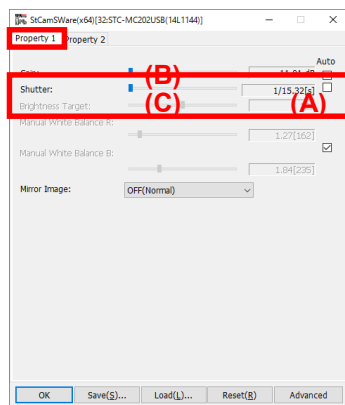 StCamSWare(x64)[32:STC-MC202USB(14L1144)]
Property 1 Property 2
Auto
(B)
Shutter: 1/15.32[s]
(C) (A)
Brightness Target:
Manual White Balance R:
1.27[162]
Manual White Balance B:
1.84[235]
Mirror Image: OFF(Normal)
OK Save(S)... Load(L)... Reset(R) Advanced